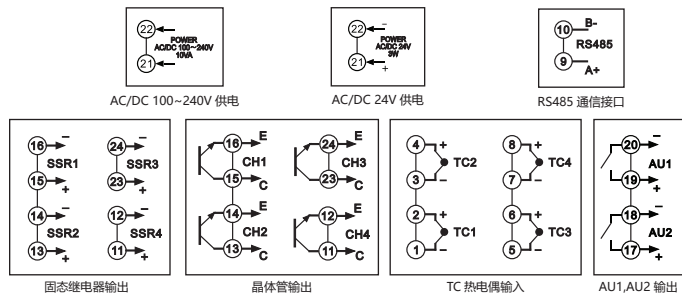 22 −
POWER
AC/DC 100~240V
10VA
21
AC/DC 100~240V 供电
22 −
POWER
AC/DC 24V
3W
21 +
AC/DC 24V 供电
10 B-
RS485
9 A+
RS485 通信接口
16 −
SSR1
15 +
14 −
SSR2
13 +
24 −
SSR3
23 +
12 −
SSR4
11 +
固态继电器输出
16 E
CH1
15 C
14 E
CH2
13 C
24 E
CH3
23 C
12 E
CH4
11 C
晶体管输出
4 +
TC2
3 −
2 +
TC1
1 −
8 +
TC4
7 −
6 +
TC3
5 −
TC 热电偶输入
20 −
AU1
19 +
18 −
AU2
17 +
AU1,AU2 输出